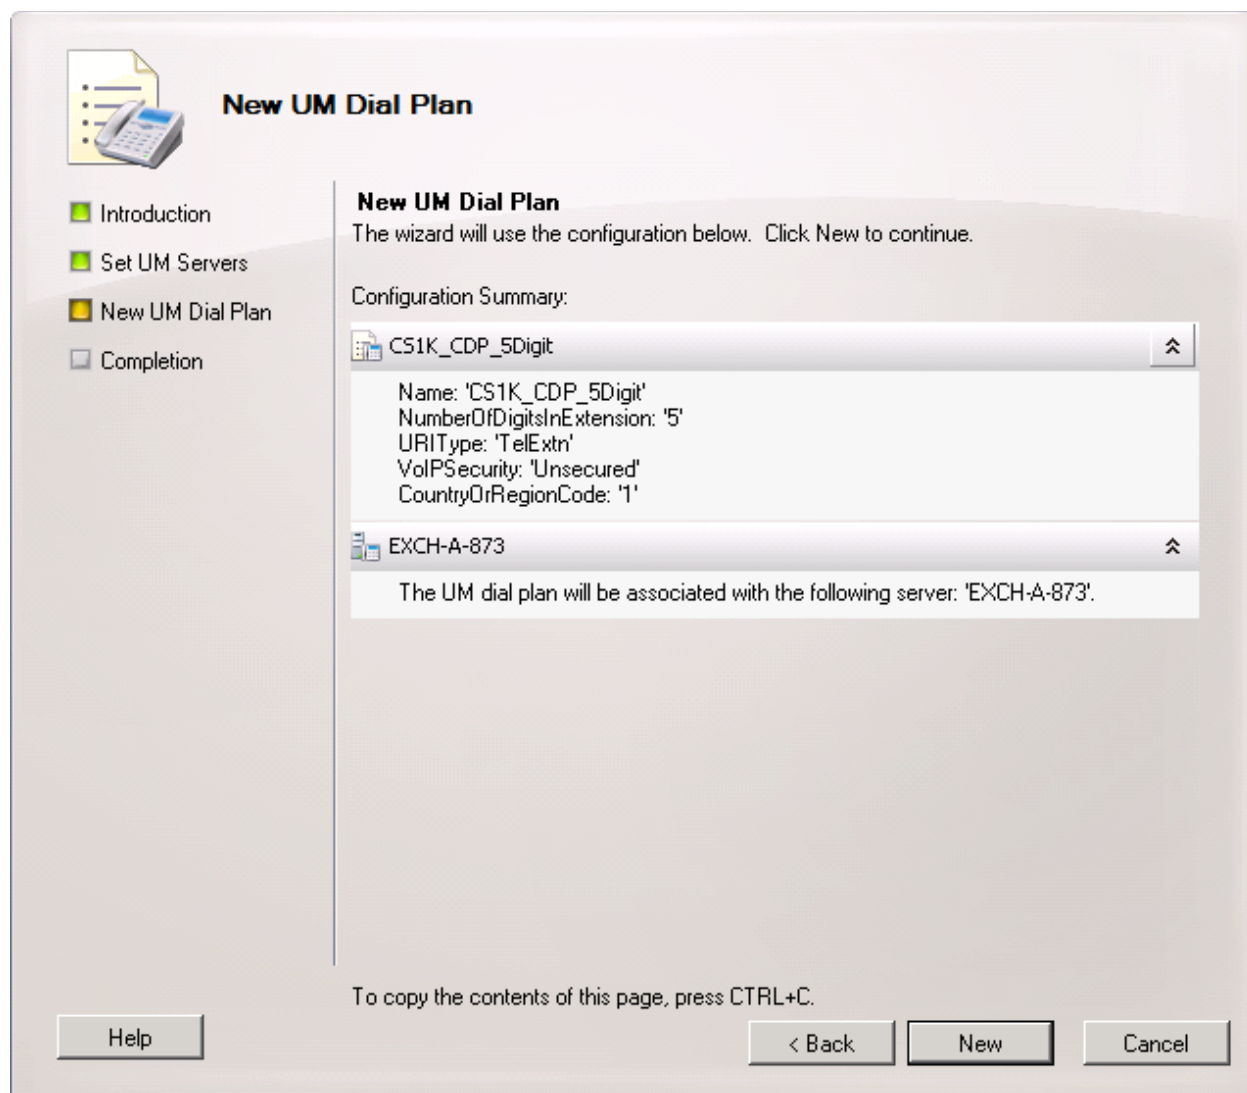 New UM Dial Plan
Introduction
Set UM Servers
New UM Dial Plan
Completion
New UM Dial Plan
The wizard will use the configuration below. Click New to continue.
Configuration Summary:
CS1K_CDP_5Digit
Name: 'CS1K_CDP_5Digit'
NumberOfDigitsInExtension: '5'
URIType: 'TelExtn'
VoIPSecurity: 'Unsecured'
CountryOrRegionCode: '1'
EXCH-A-873
The UM dial plan will be associated with the following server: 'EXCH-A-873'.
To copy the contents of this page, press CTRL+C.
Help
< Back
New
Cancel